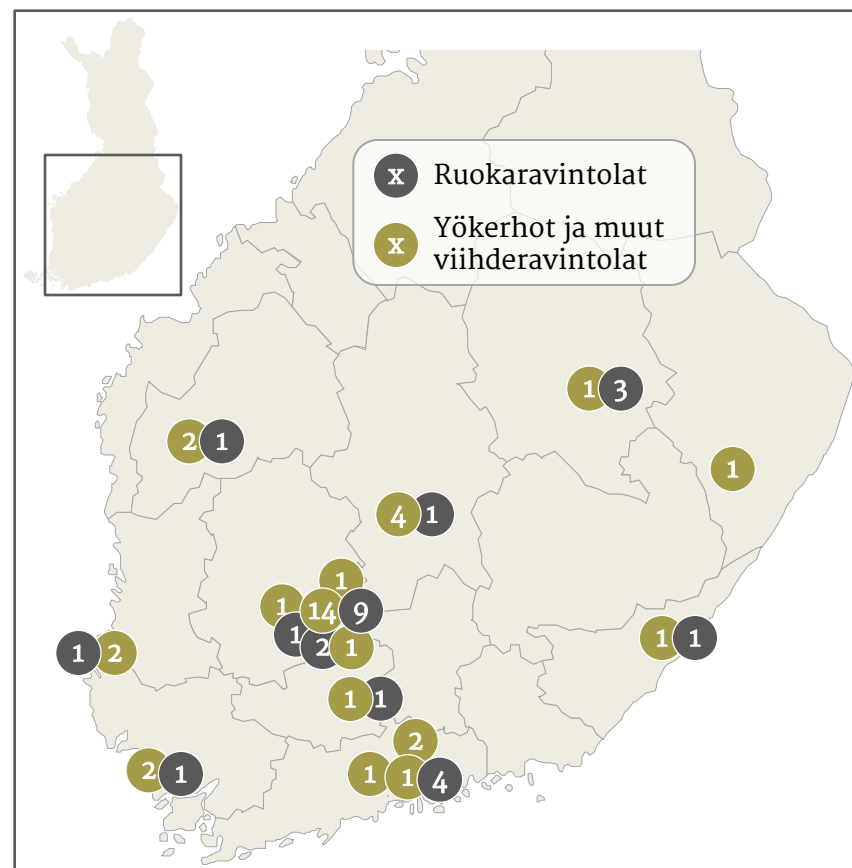 x Ruokaravintolat
x Yökerhot ja muut
viihderavintolat
1 3
2 1
1
4 1
1
1 14 9
1 2 1
1 1
1 2
1 1
2
2 1
1 1 4